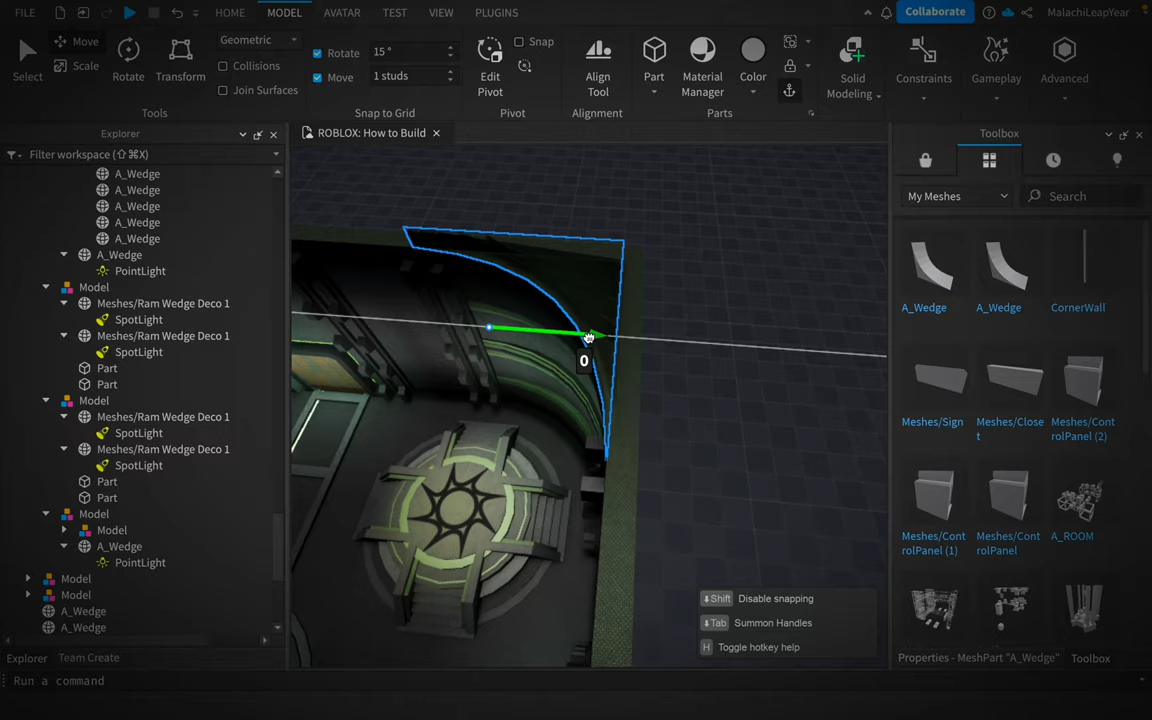 FILE HOME MODEL AVATAR TEST VIEW PLUGINS Collaborate MalachiLeapYear
Select Move Scale Rotate Transform
Geometric
Collisions
Join Surfaces
Tools
Rotate 15 °
Move 1 studs
Snap to Grid
Edit Pivot
Snap
Pivot
Align Tool
Alignment
Part
Material Manager
Color
Parts
Solid Modeling
Constraints
Gameplay
Advanced
Explorer
Filter workspace (⇧⌘X)
A_Wedge
A_Wedge
A_Wedge
A_Wedge
A_Wedge
A_Wedge
PointLight
Model
Meshes/Ram Wedge Deco 1
SpotLight
Meshes/Ram Wedge Deco 1
SpotLight
Part
Part
Model
Meshes/Ram Wedge Deco 1
SpotLight
Meshes/Ram Wedge Deco 1
SpotLight
Part
Part
Model
Model
A_Wedge
PointLight
Model
Model
A_Wedge
A_Wedge
Explorer Team Create
Run a command
ROBLOX: How to Build
0
Shift Disable snapping
Tab Summon Handles
H Toggle hotkey help
Toolbox
My Meshes Search
A_Wedge A_Wedge CornerWall
Meshes/Sign
Meshes/Close
t
Meshes/Cont
rolPanel (2)
Meshes/Cont
rolPanel (1)
Meshes/Cont
rolPanel
A_ROOM
Properties - MeshPart "A_Wedge" Toolbox